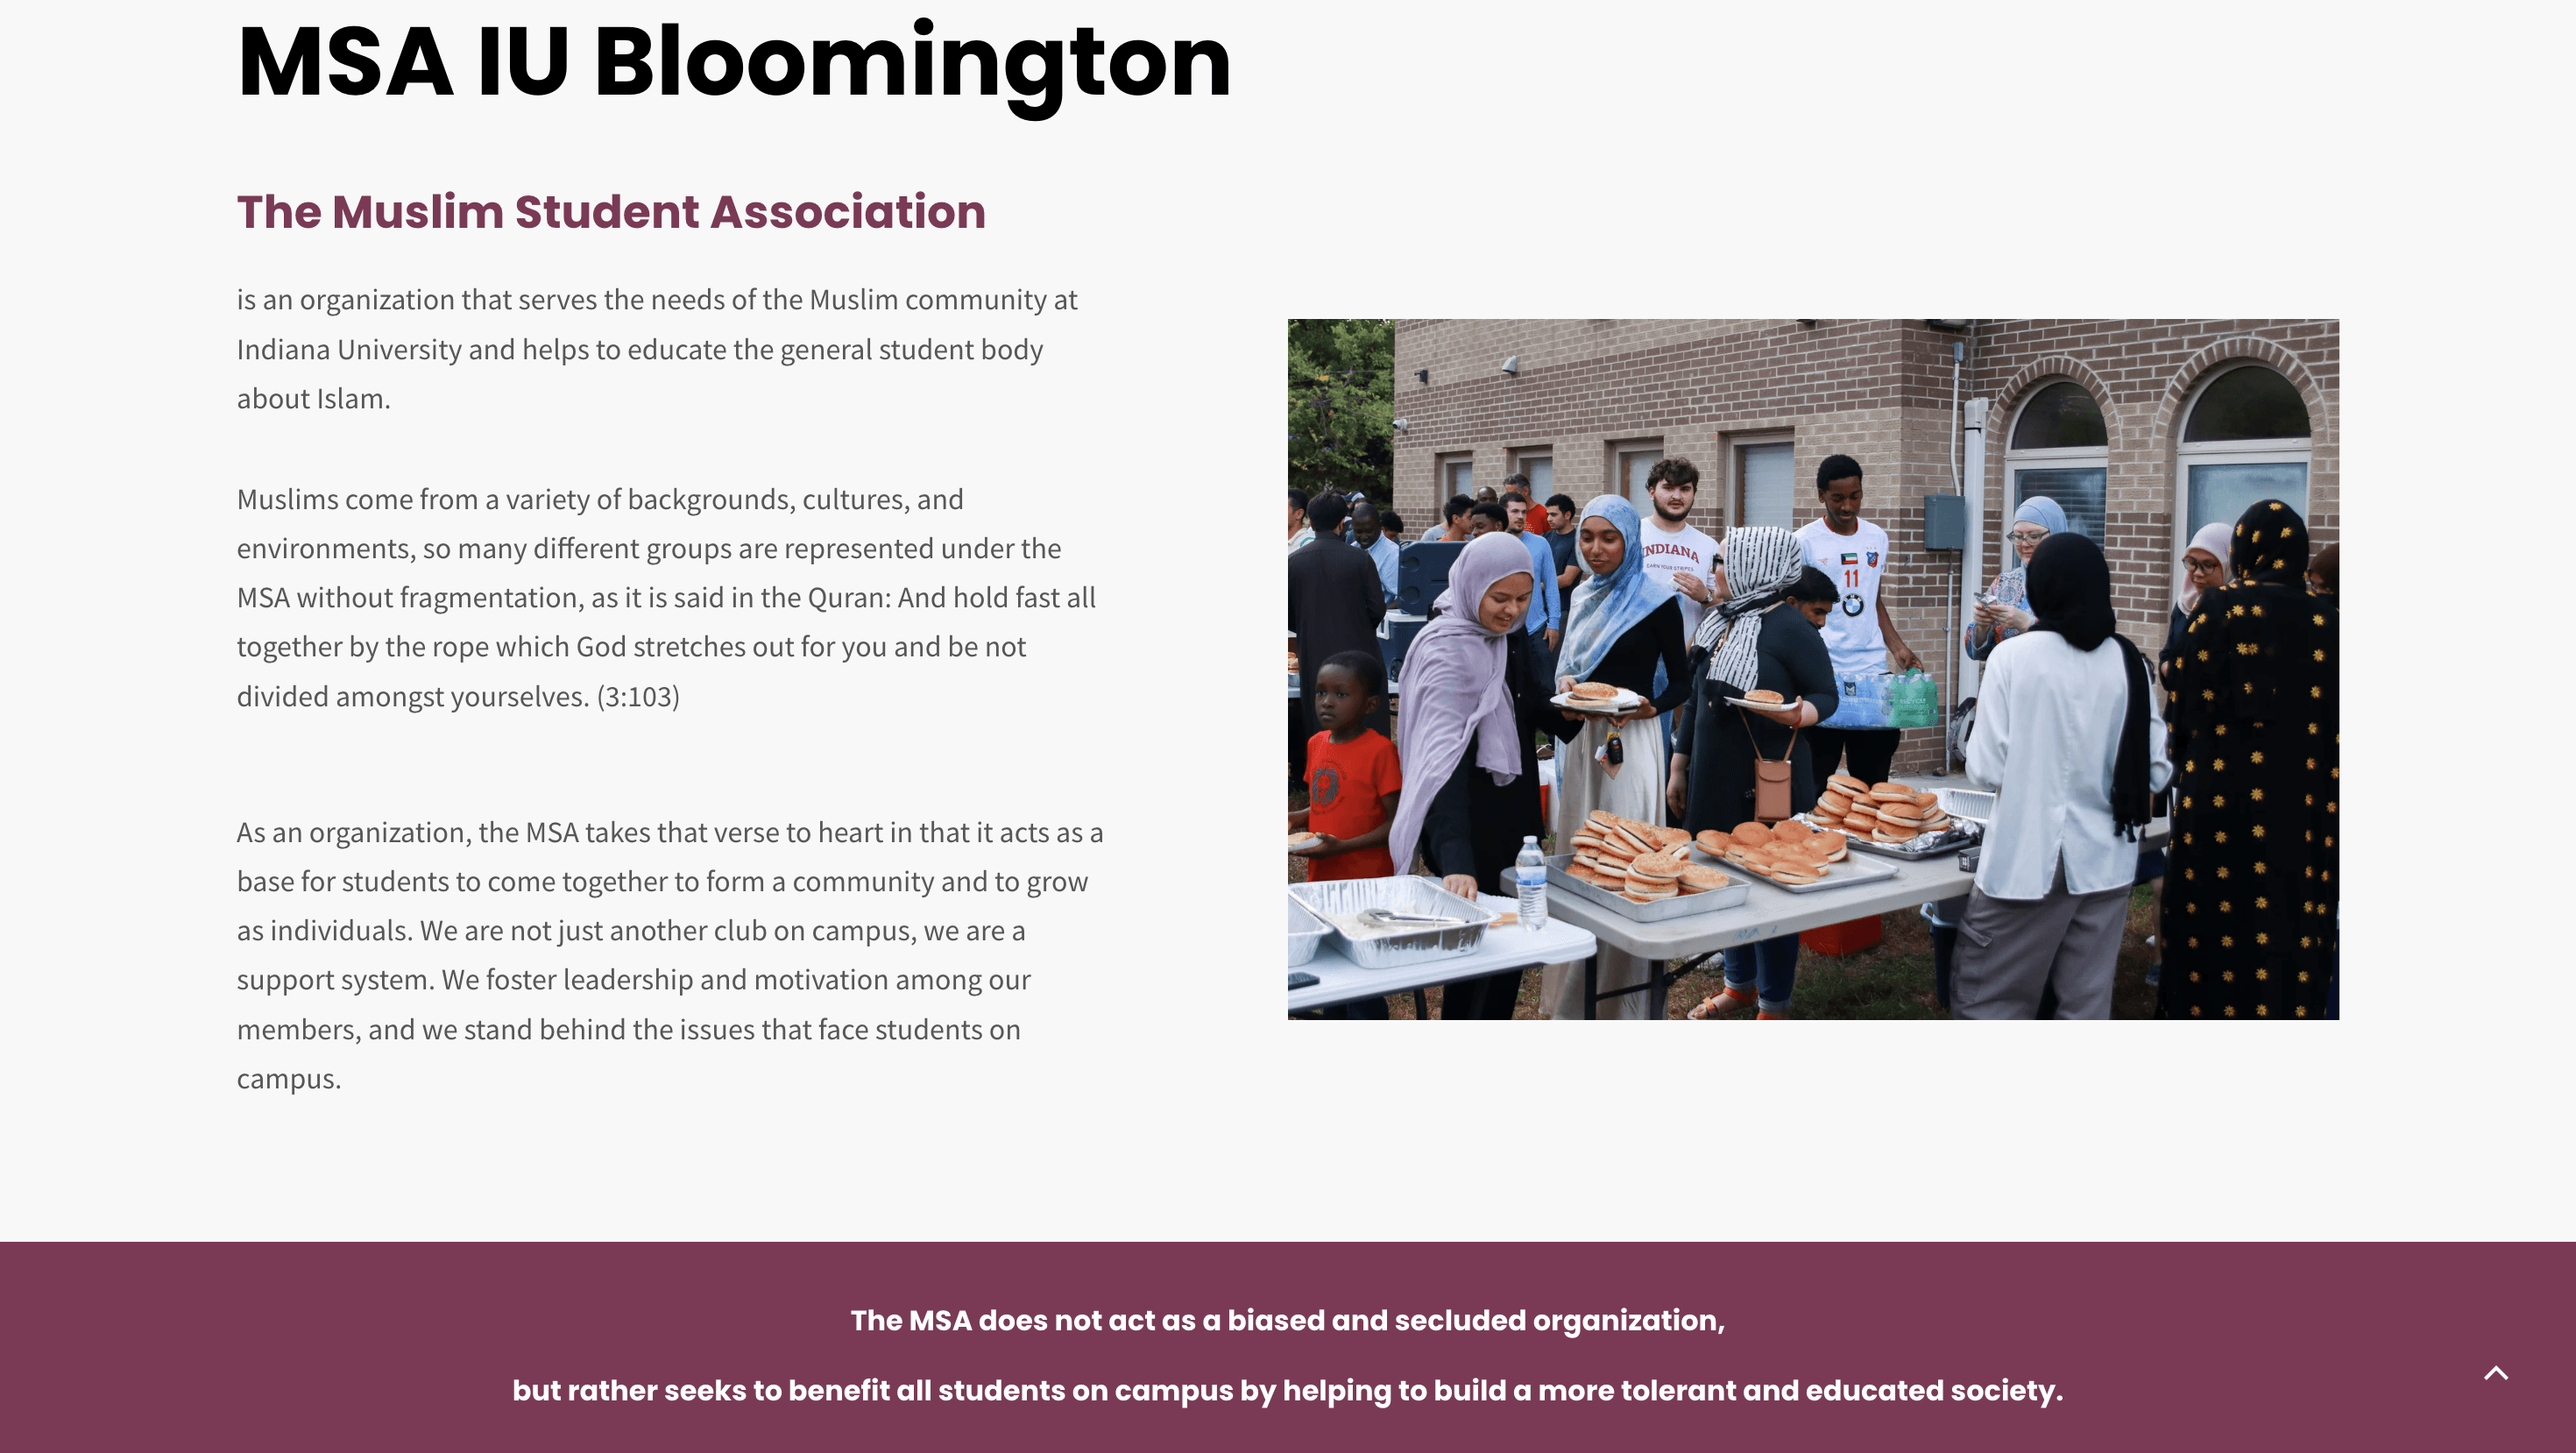 MSA IU Bloomington
The Muslim Student Association
is an organization that serves the needs of the Muslim community at
Indiana University and helps to educate the general student body
about Islam.
Muslims come from a variety of backgrounds, cultures, and
environments, so many different groups are represented under the
MSA without fragmentation, as it is said in the Quran: And hold fast all
together by the rope which God stretches out for you and be not
divided amongst yourselves. (3:103)
As an organization, the MSA takes that verse to heart in that it acts as a
base for students to come together to form a community and to grow
as individuals. We are not just another club on campus, we are a
support system. We foster leadership and motivation among our
members, and we stand behind the issues that face students on
campus.
INDIANA
EARN YOUR STRIPES
11
The MSA does not act as a biased and secluded organization,
but rather seeks to benefit all students on campus by helping to build a more tolerant and educated society.